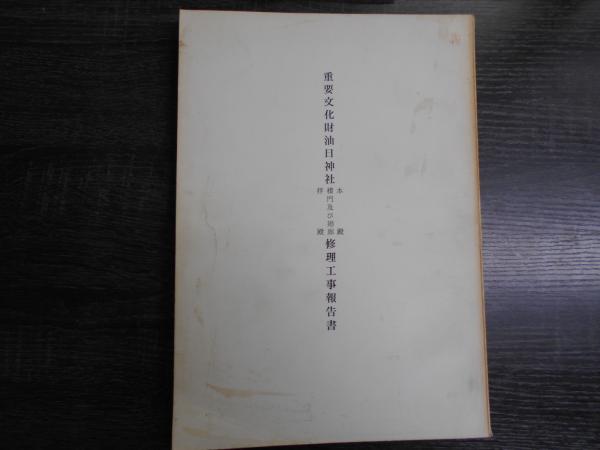 重要文化財油日神社
本殿
楼門及び廻廊
拝殿
修理工事報告書